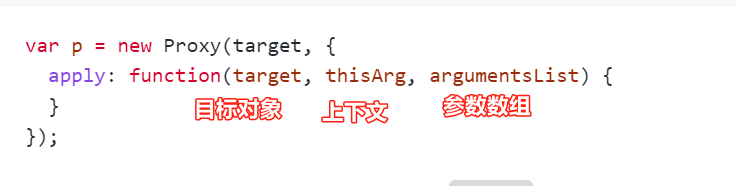 var p = new Proxy(target, {
apply: function(target, thisArg, argumentsList) {
}
目标对象 上下文 参数数组
});